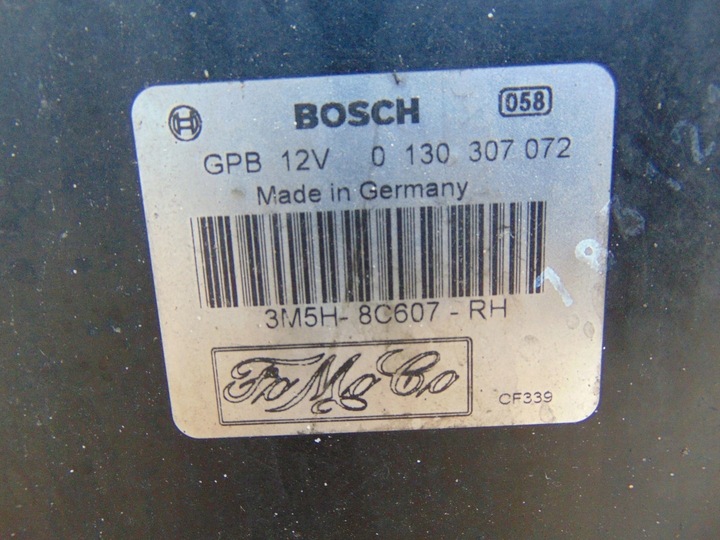 BOSCH 058
GPB 12V 0 130 307 072
Made in Germany
3M5H- 8C607 - RH
FoMoCo
CF339